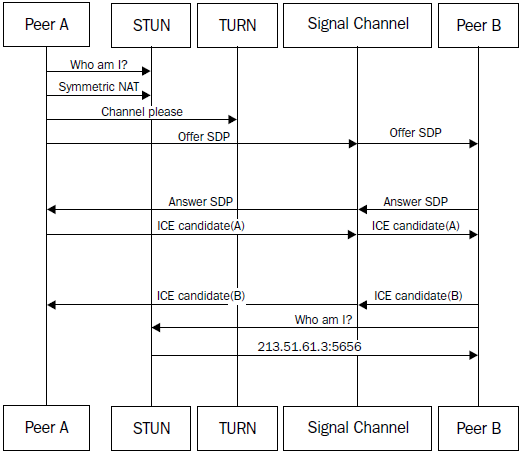 Peer A STUN TURN Signal Channel Peer B
Who am I?
Symmetric NAT
Channel please
Offer SDP Offer SDP
Answer SDP Answer SDP
ICE candidate(A) ICE candidate(A)
ICE candidate(B) ICE candidate(B)
Who am I?
213.51.61.3:5656
Peer A STUN TURN Signal Channel Peer B